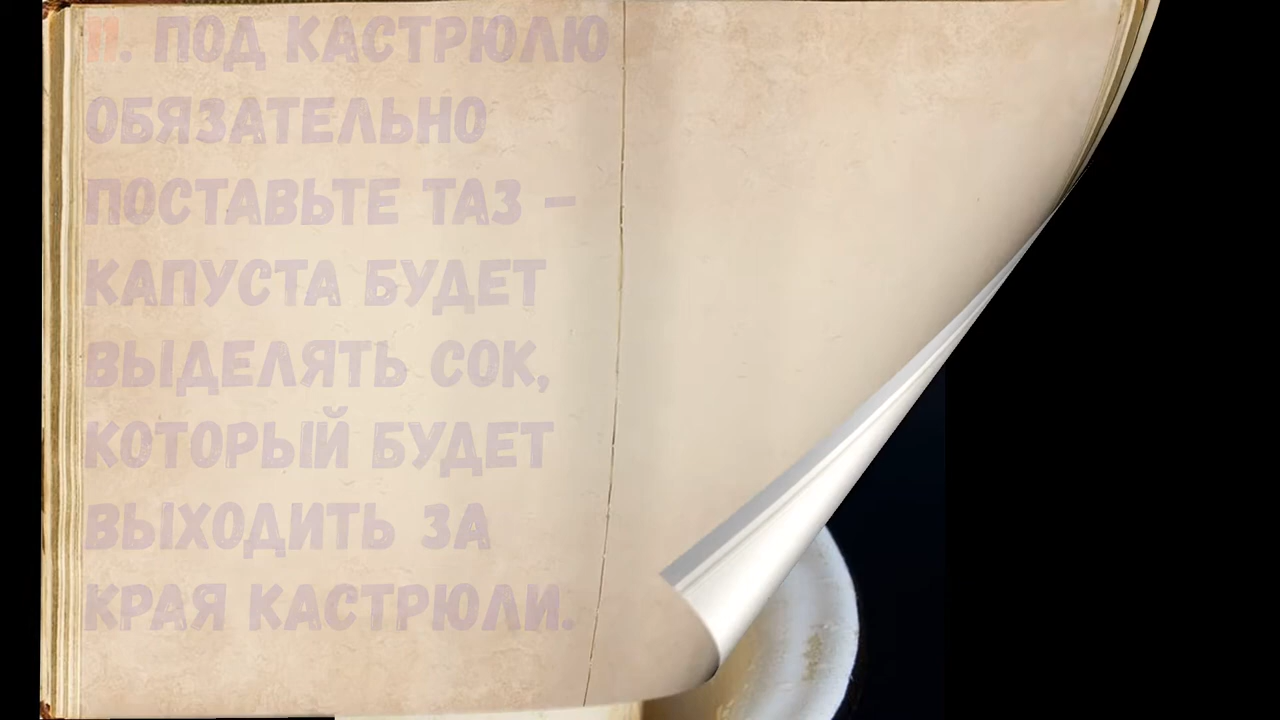 11. ПОД КАСТРЮЛЮ
ОБЯЗАТЕЛЬНО
ПОСТАВЬТЕ ТАЗ –
КАПУСТА БУДЕТ
ВЫДЕЛЯТЬ СОК,
КОТОРЫЙ БУДЕТ
ВЫХОДИТЬ ЗА
КРАЯ КАСТРЮЛИ.